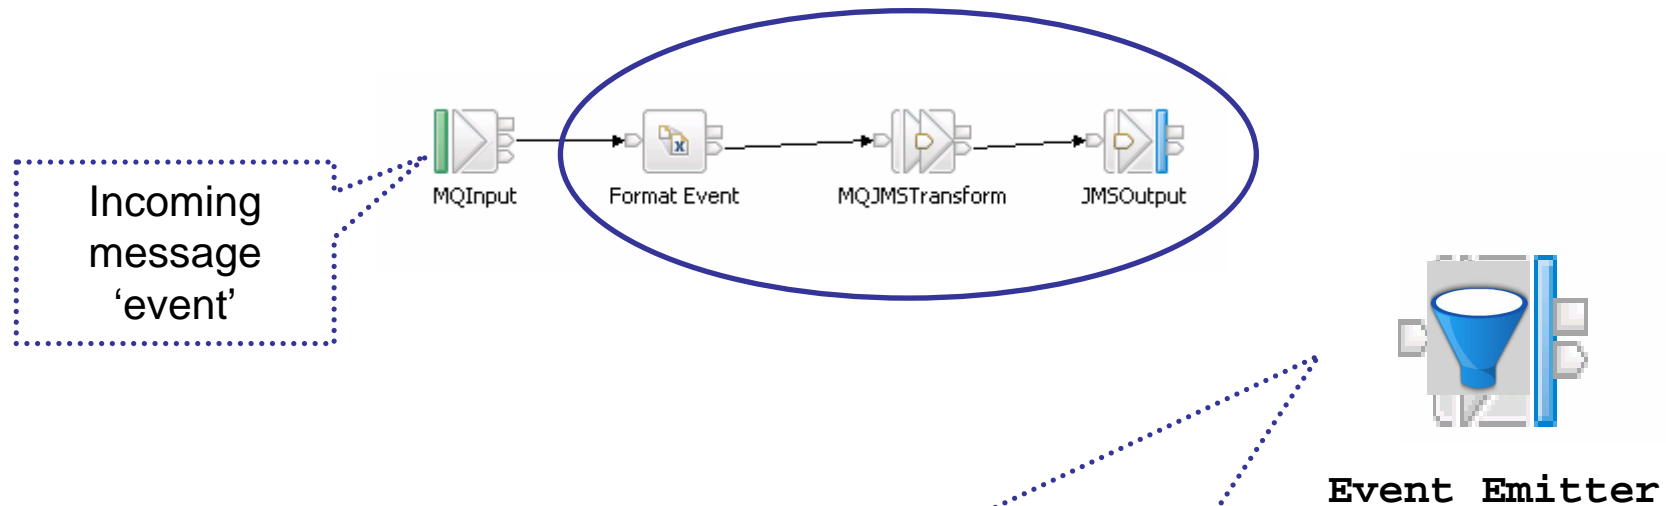 MQInput
Format Event
MQJMSTransform
JMSOutput
Incoming
message
‘event’
Event Emitter